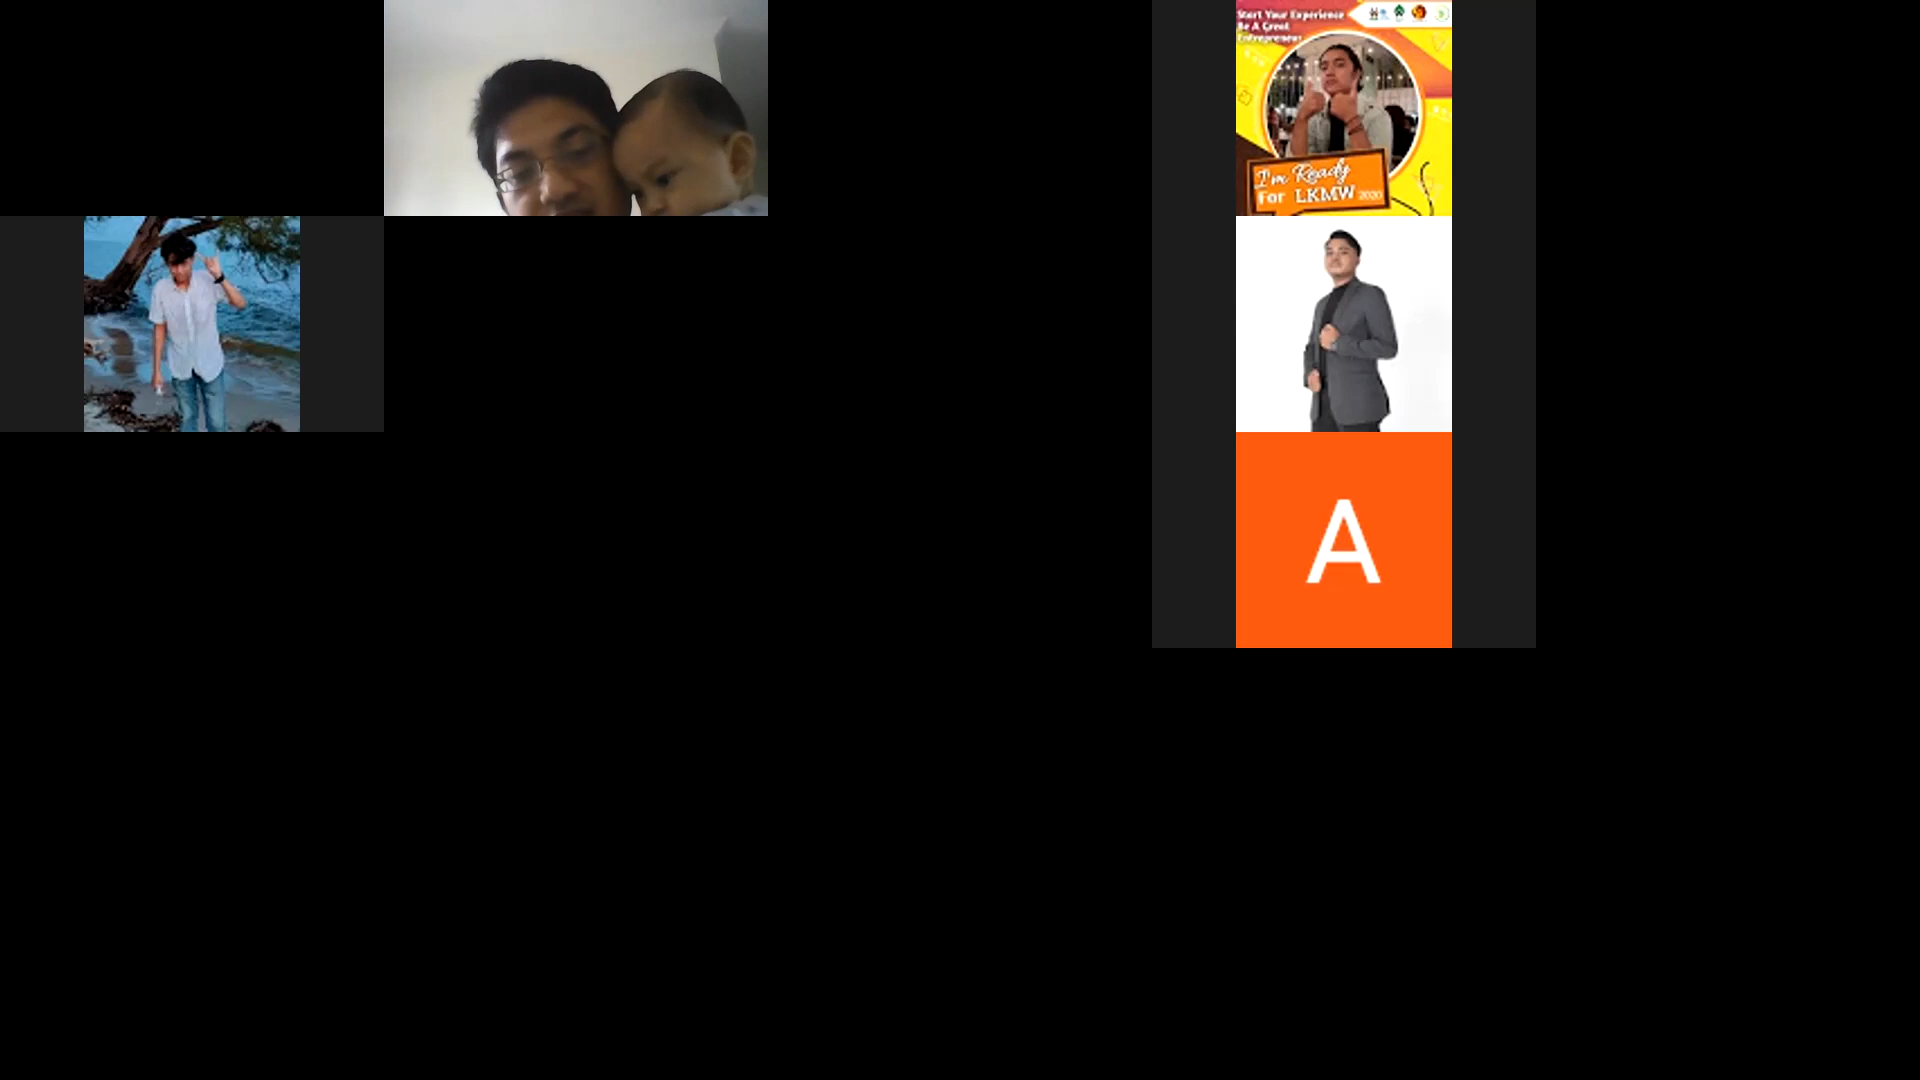 Start Your Experience
Be A Great
Entrepreneur
I'm Ready
For LKMW 2020
A